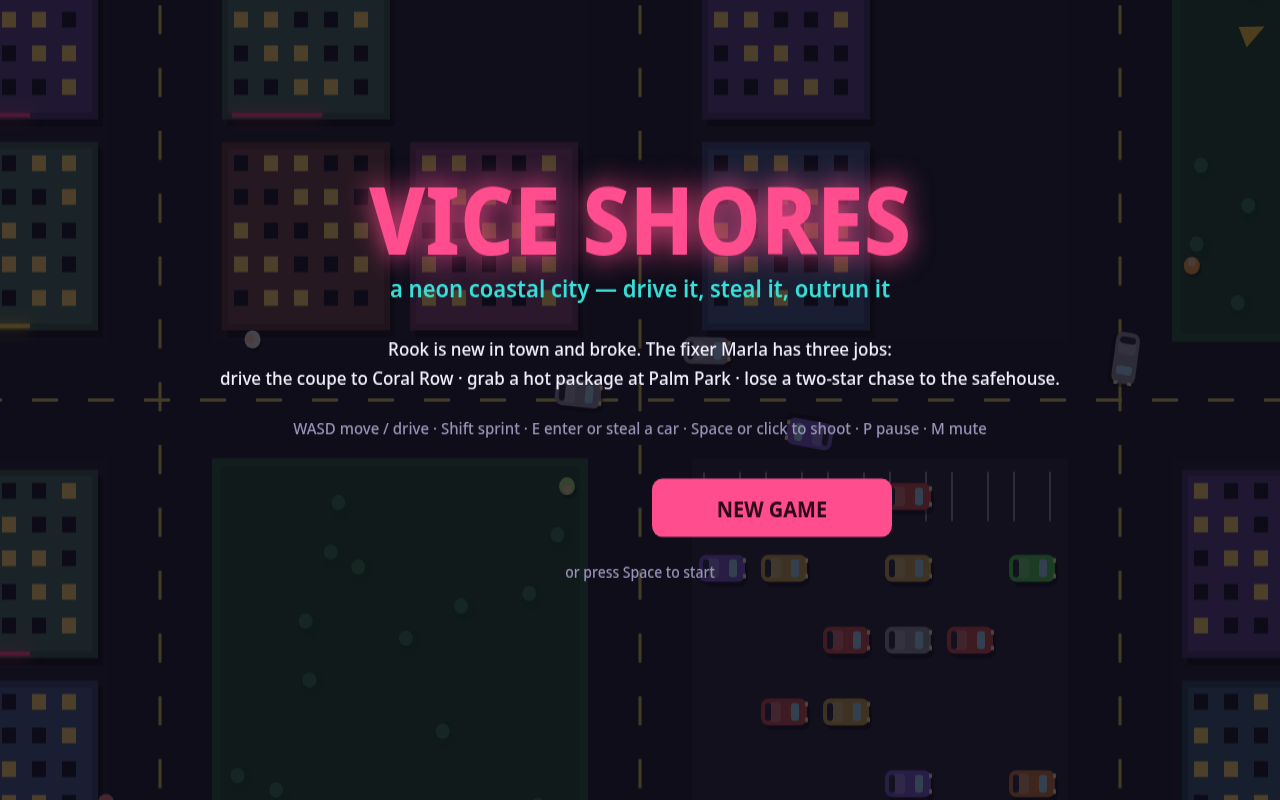 VICE SHORES
a neon coastal city — drive it, steal it, outrun it
Rook is new in town and broke. The fixer Marla has three jobs:
drive the coupe to Coral Row · grab a hot package at Palm Park · lose a two-star chase to the safehouse.
WASD move / drive · Shift sprint · E enter or steal a car · Space or click to shoot · P pause · M mute
NEW GAME
or press Space to start